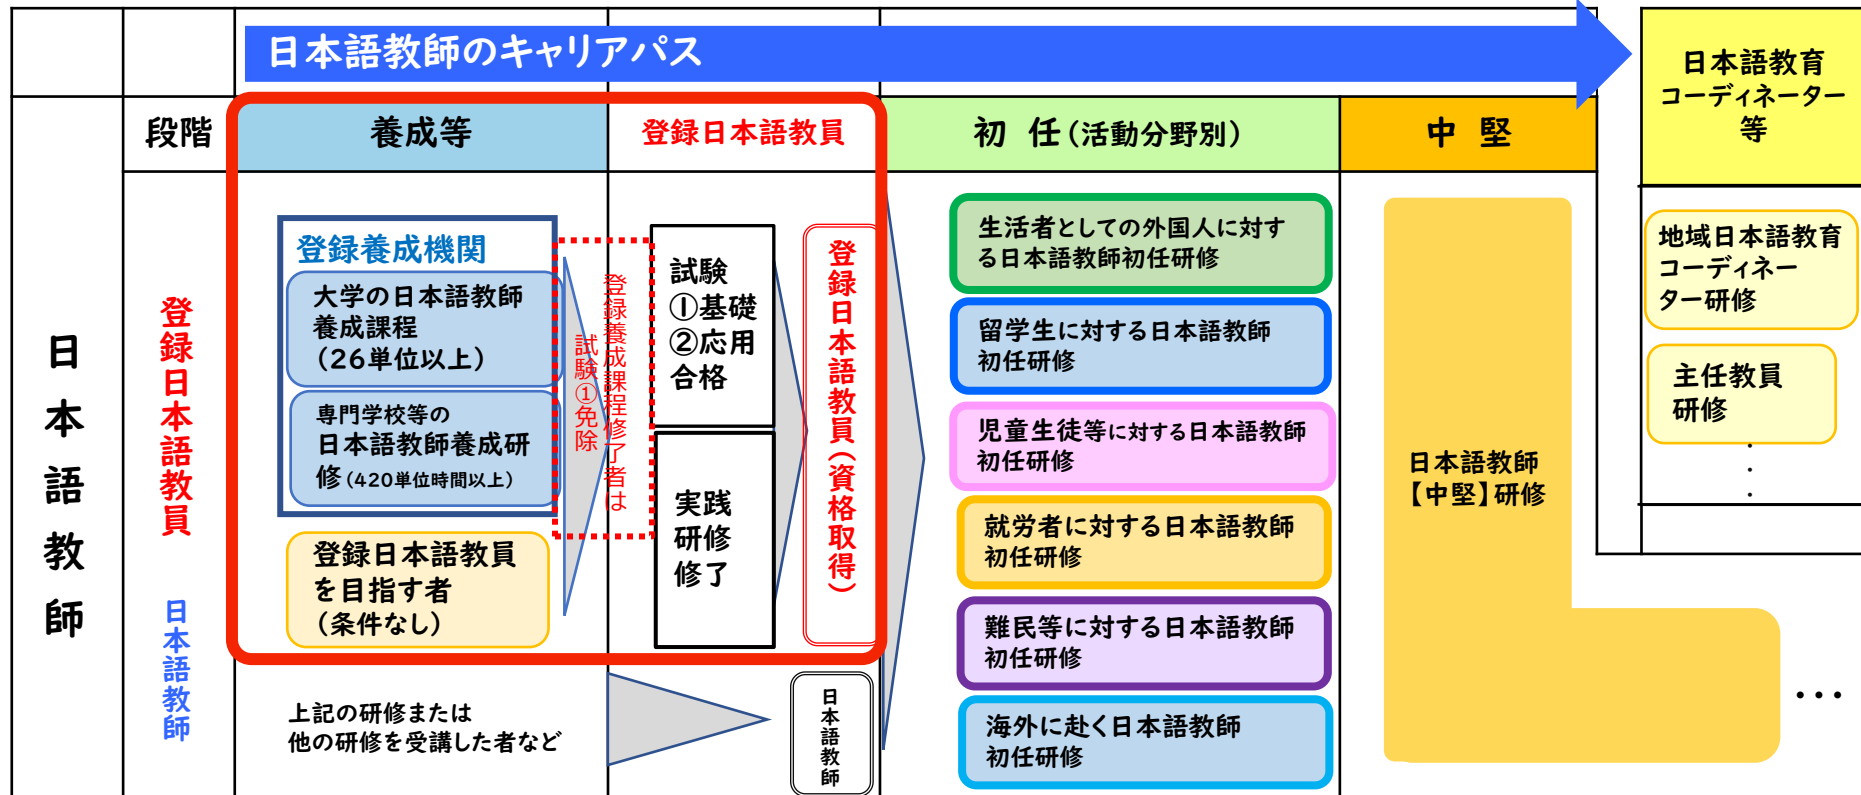 日本語教師のキャリアパス
日本語教育
コーディネーター
等
段階
養成等
登録日本語教員
初 任（活動分野別）
中 堅
日本語教師
登録日本語教員
日本語教師
登録養成機関
大学の日本語教師
養成課程
（26単位以上）
専門学校等の
日本語教師養成研
修（420単位時間以上）
登録日本語教員
を目指す者
（条件なし）
登録養成課程修了者は
試験①免除
試験
①基礎
②応用
合格
実践
研修
修了
登録日本語教員（資格取得）
上記の研修または
他の研修を受講した者など
日本語教師
生活者としての外国人に対す
る日本語教師初任研修
留学生に対する日本語教師
初任研修
児童生徒等に対する日本語教師
初任研修
就労者に対する日本語教師
初任研修
難民等に対する日本語教師
初任研修
海外に赴く日本語教師
初任研修
日本語教師
【中堅】研修
地域日本語教育
コーディネー
ター研修
主任教員
研修
・
・
・
・・・